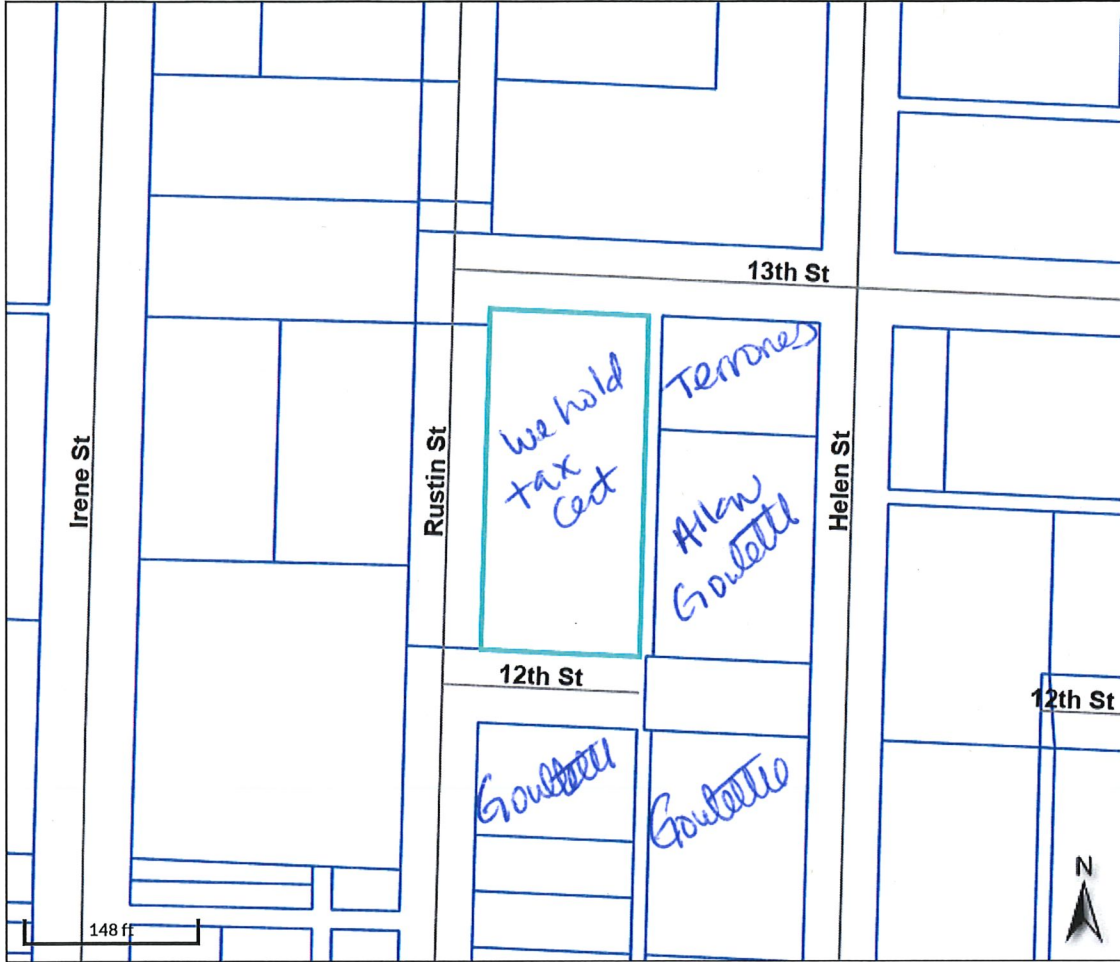 13th St
Terrones
We hold
tax
Cert
Irene St
Rustin St
Allan
Goulette
Helen St
12th St
12th St
Goulette
Goulette
N
148 ft